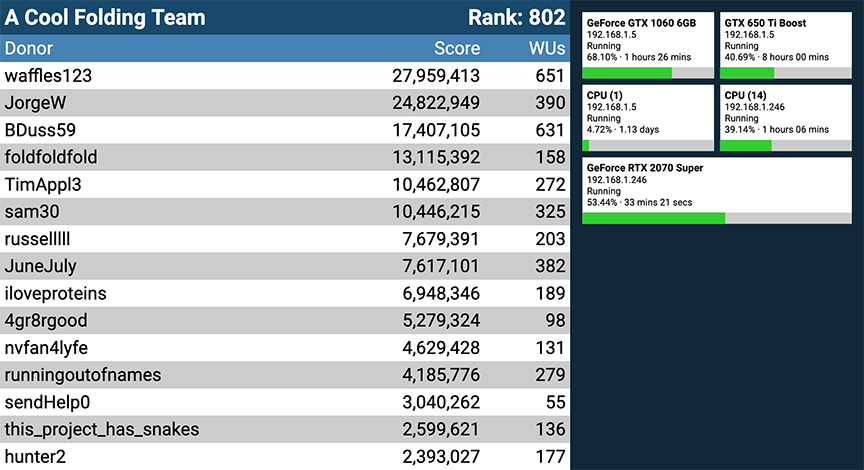 A Cool Folding Team Rank: 802
Donor Score WUs
waffles123 27,959,413 651
JorgeW 24,822,949 390
BDuss59 17,407,105 631
foldfoldfold 13,115,392 158
TimAppl3 10,462,807 272
sam30 10,446,215 325
russelllll 7,679,391 203
JuneJuly 7,617,101 382
iloveproteins 6,948,346 189
4gr8rgood 5,279,324 98
nvfan4lyfe 4,629,428 131
runningoutofnames 4,185,776 279
sendHelp0 3,040,262 55
this_project_has_snakes 2,599,621 136
hunter2 2,393,027 177
GeForce GTX 1060 6GB
192.168.1.5
Running
68.10% · 1 hours 26 mins
GTX 650 Ti Boost
192.168.1.5
Running
40.69% · 8 hours 00 mins
CPU (1)
192.168.1.5
Running
4.72% · 1.13 days
CPU (14)
192.168.1.246
Running
39.14% · 1 hours 06 mins
GeForce RTX 2070 Super
192.168.1.246
Running
53.44% · 33 mins 21 secs